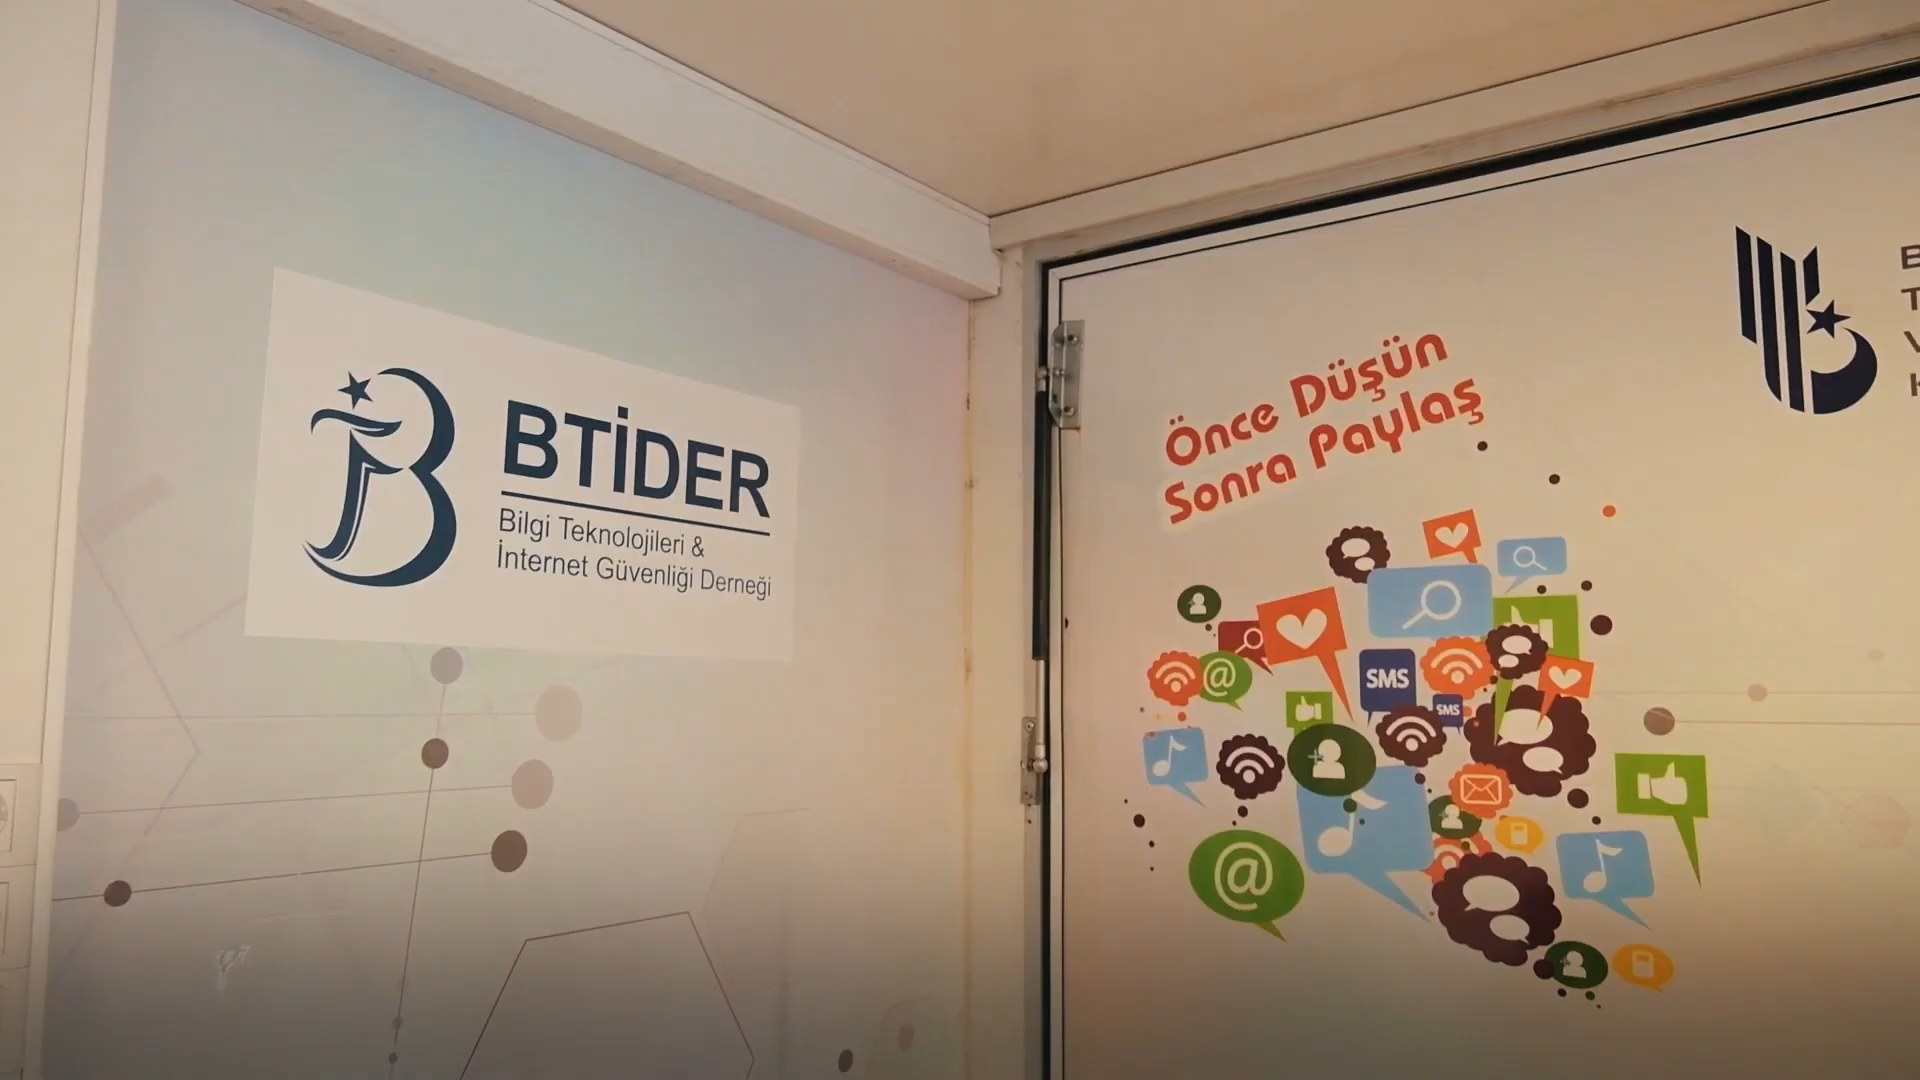 BTİDER
Bilgi Teknolojileri &
İnternet Güvenliği Derneği
Önce Düşün
Sonra Paylaş
SMS
SMS